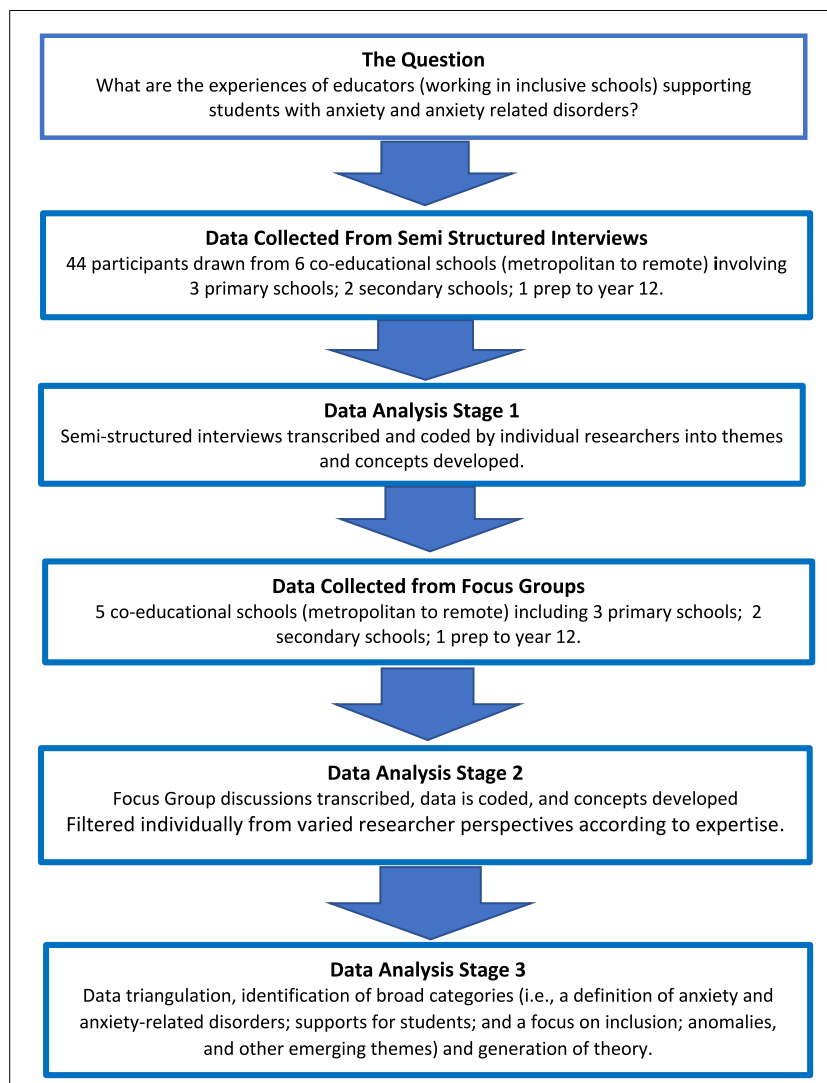 The Question
What are the experiences of educators (working in inclusive schools) supporting
students with anxiety and anxiety related disorders?
Data Collected From Semi Structured Interviews
44 participants drawn from 6 co-educational schools (metropolitan to remote) involving
3 primary schools; 2 secondary schools; 1 prep to year 12.
Data Analysis Stage 1
Semi-structured interviews transcribed and coded by individual researchers into themes
and concepts developed.
Data Collected from Focus Groups
5 co-educational schools (metropolitan to remote) including 3 primary schools; 2
secondary schools; 1 prep to year 12.
Data Analysis Stage 2
Focus Group discussions transcribed, data is coded, and concepts developed
Filtered individually from varied researcher perspectives according to expertise.
Data Analysis Stage 3
Data triangulation, identification of broad categories (i.e., a definition of anxiety and
anxiety-related disorders; supports for students; and a focus on inclusion; anomalies,
and other emerging themes) and generation of theory.